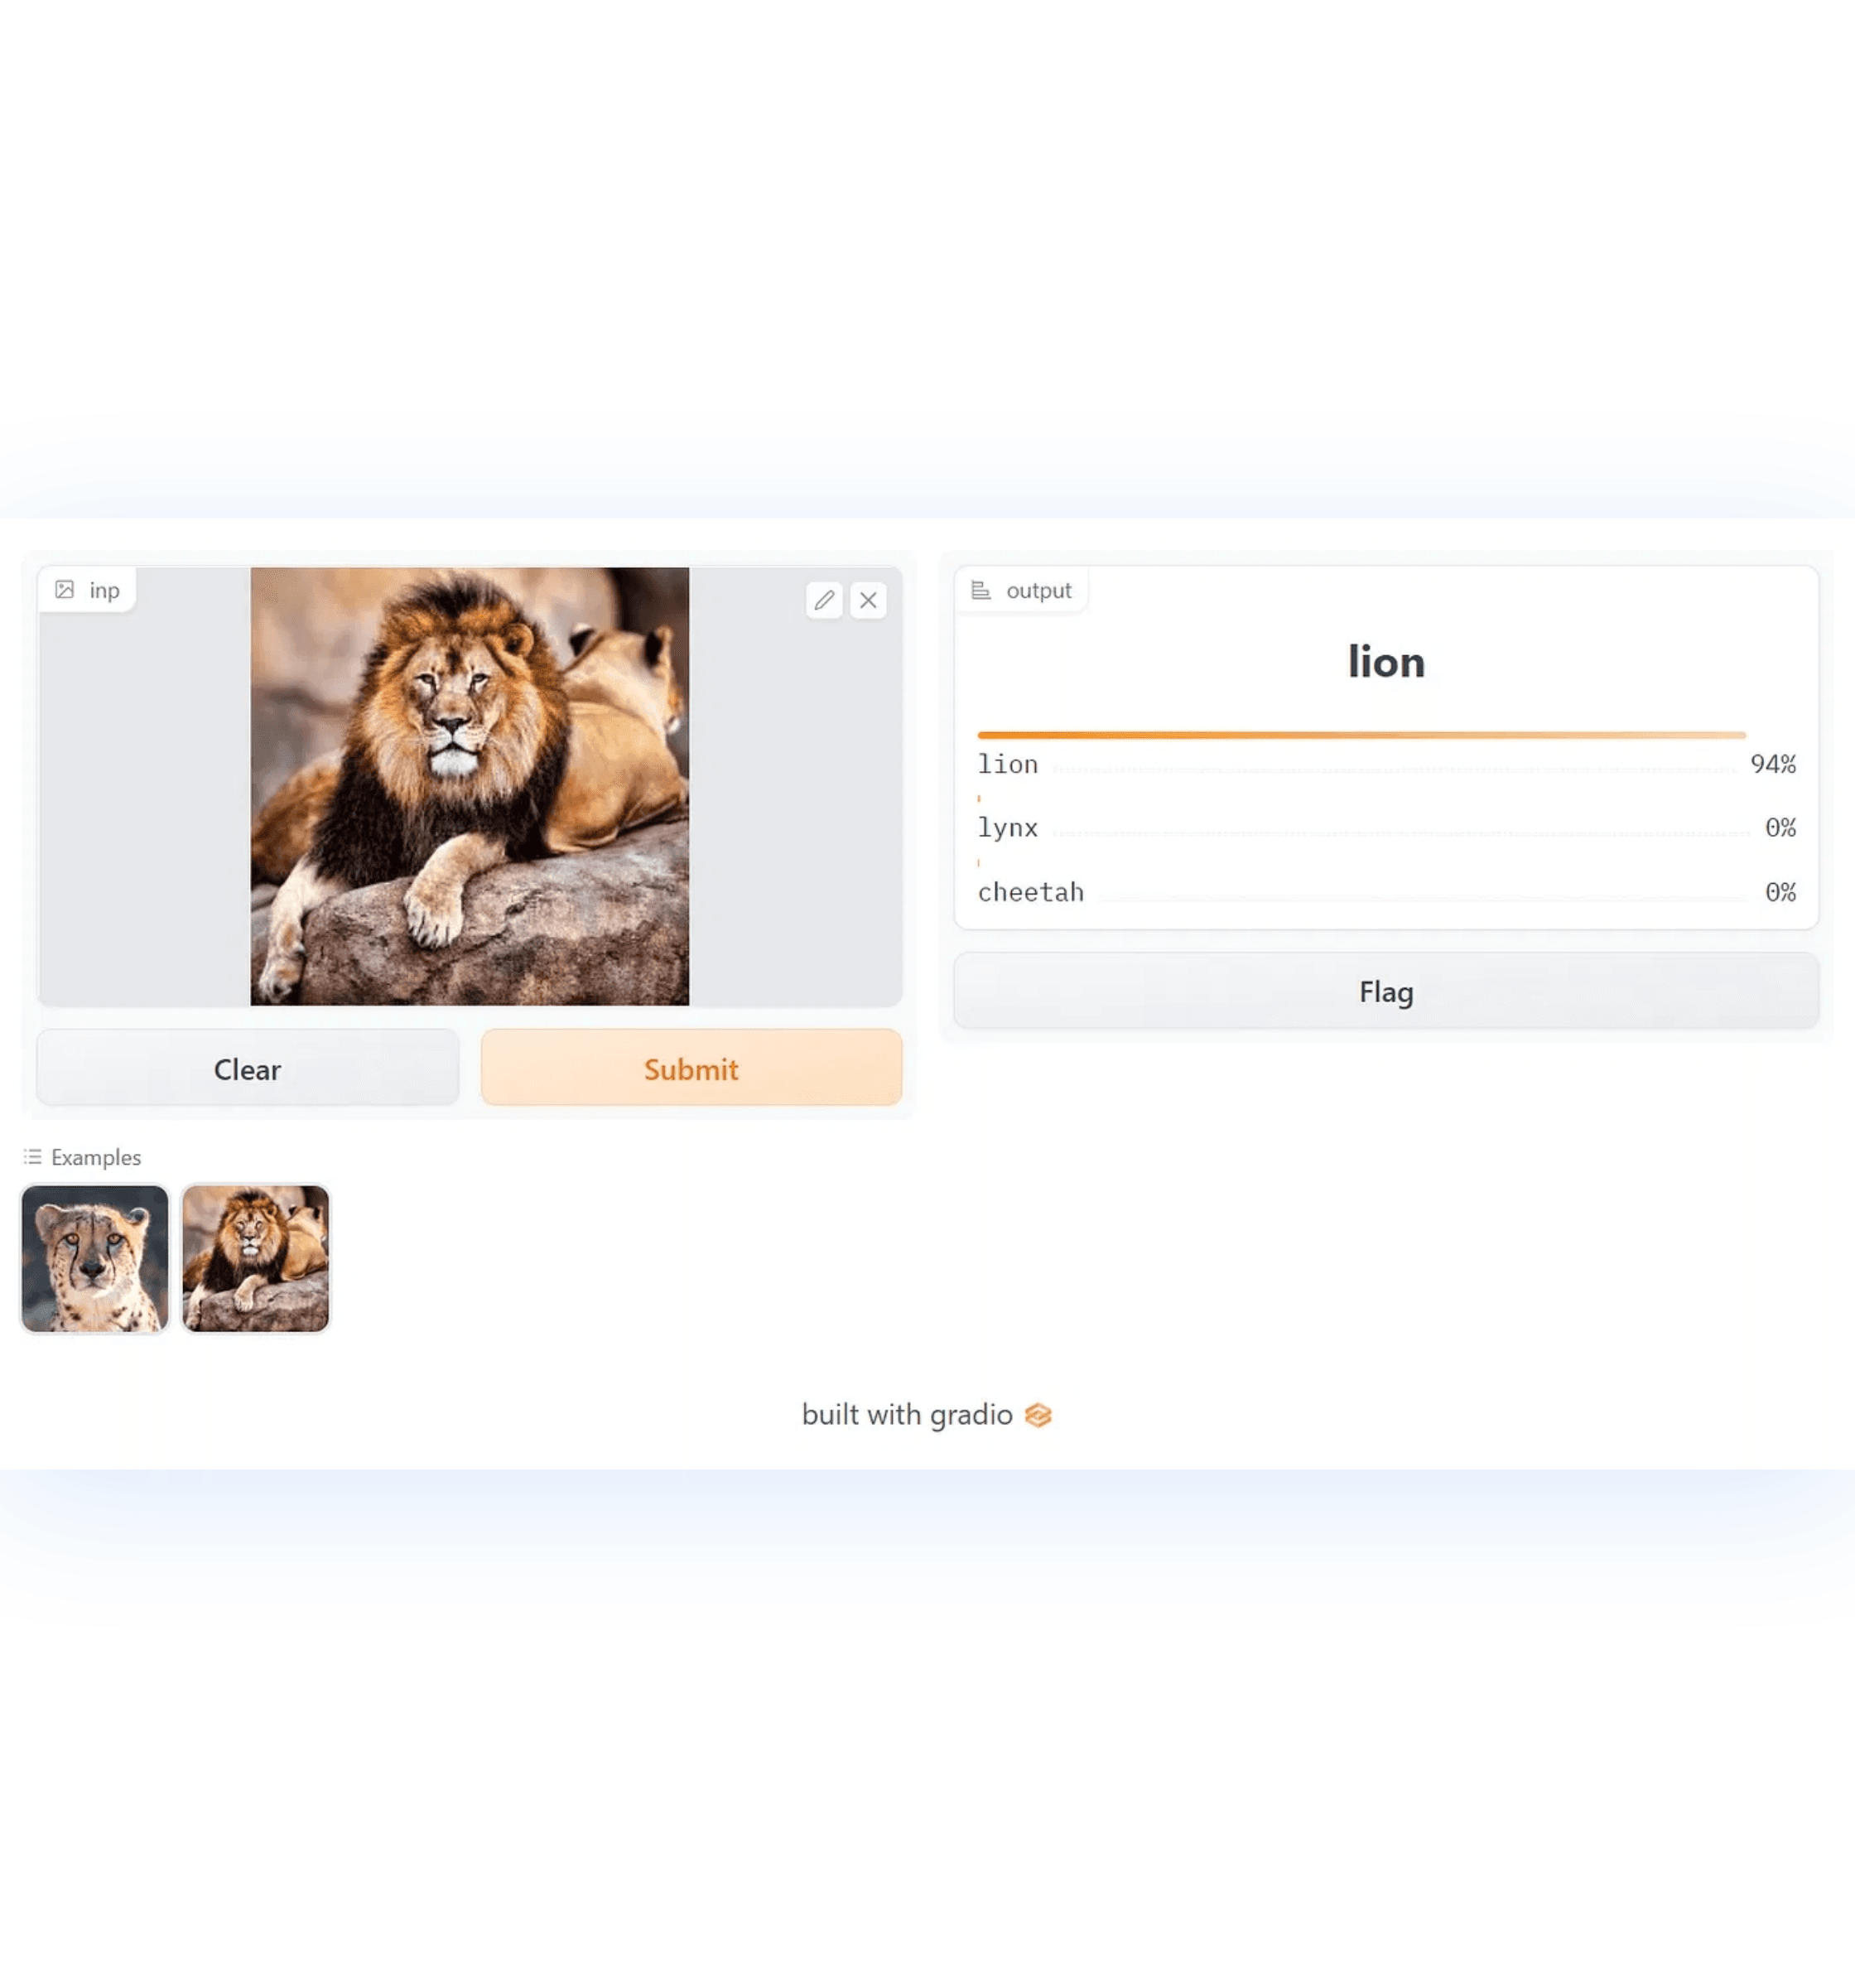 inp
Clear
Submit
Examples
output
lion
lion 94%
lynx 0%
cheetah 0%
Flag
built with gradio